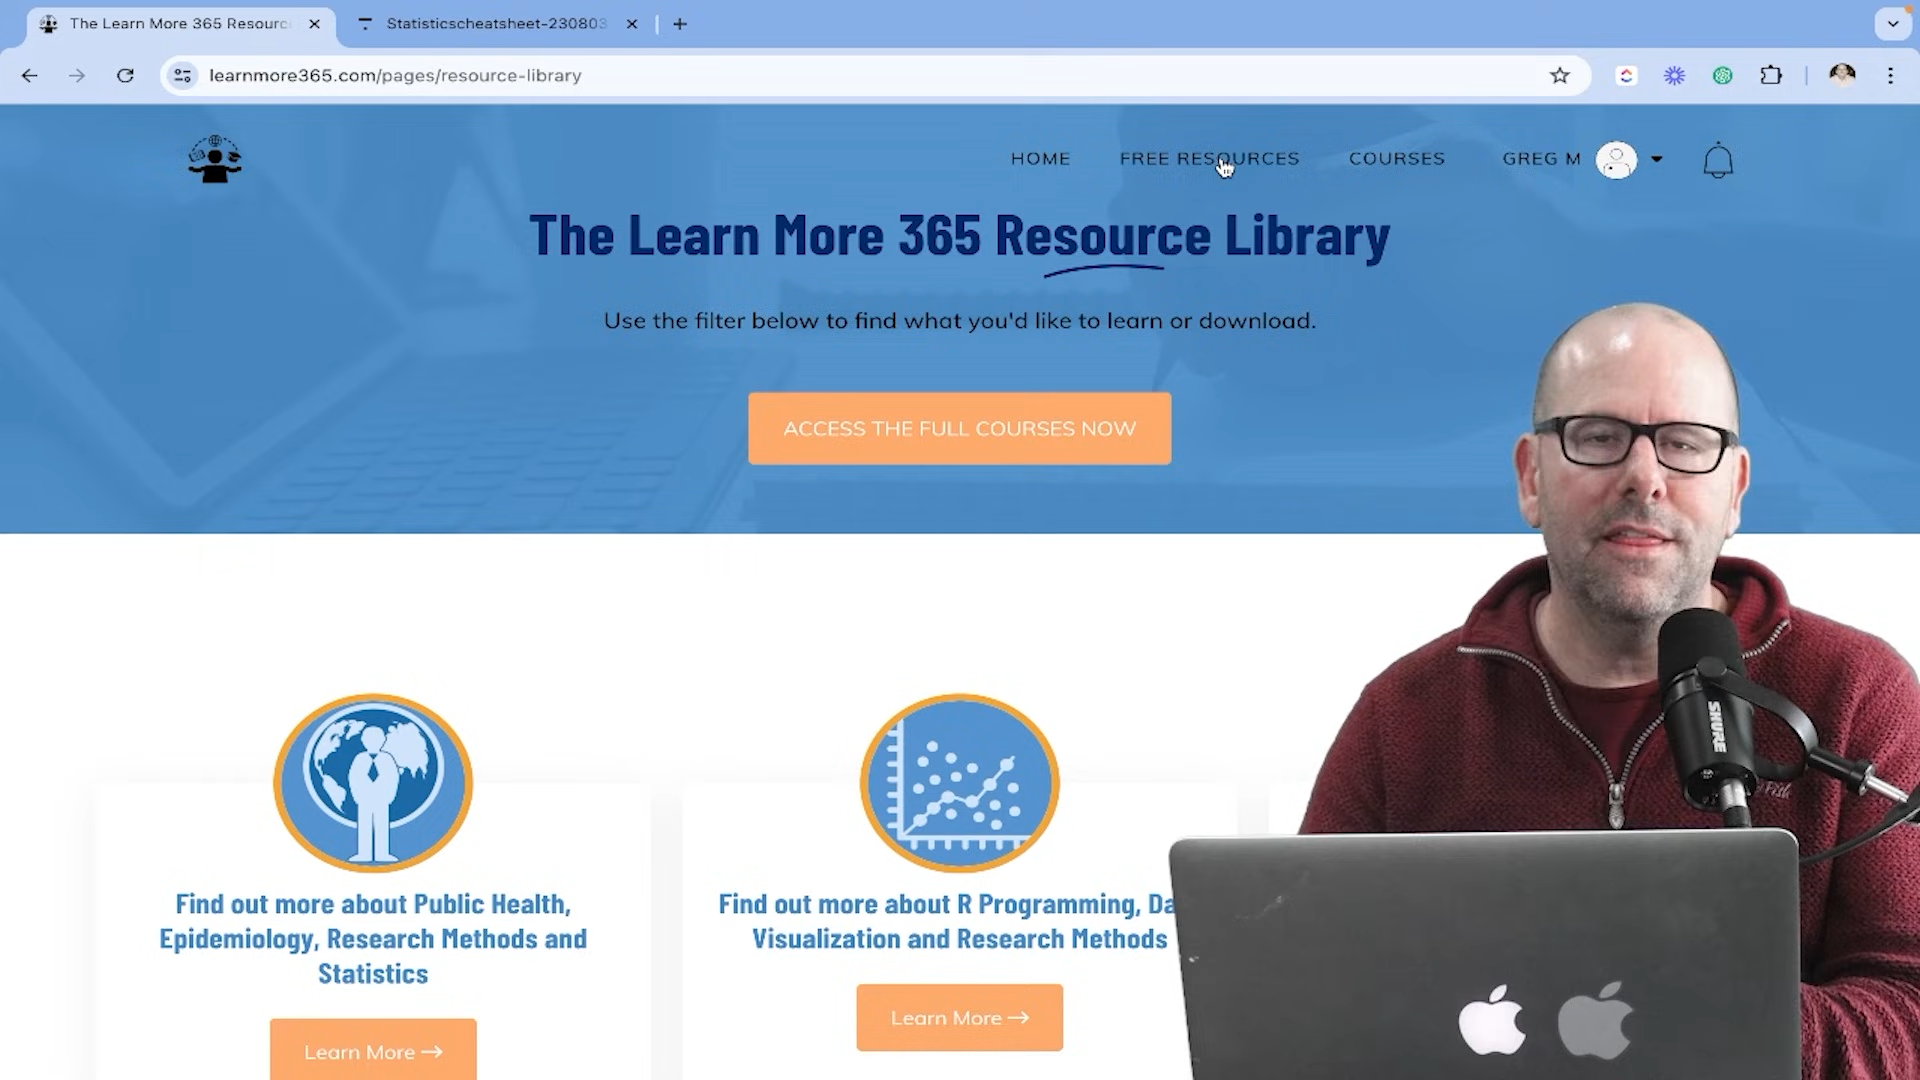 The Learn More 365 Resourc
Statisticscheatsheet-230803
learnmore365.com/pages/resource-library
HOME
FREE RESOURCES
COURSES
GREG M
The Learn More 365 Resource Library
Use the filter below to find what you'd like to learn or download.
ACCESS THE FULL COURSES NOW
Find out more about Public Health,
Epidemiology, Research Methods and
Statistics
Learn More →
Find out more about R Programming, Da
Visualization and Research Methods
Learn More →
SHURE